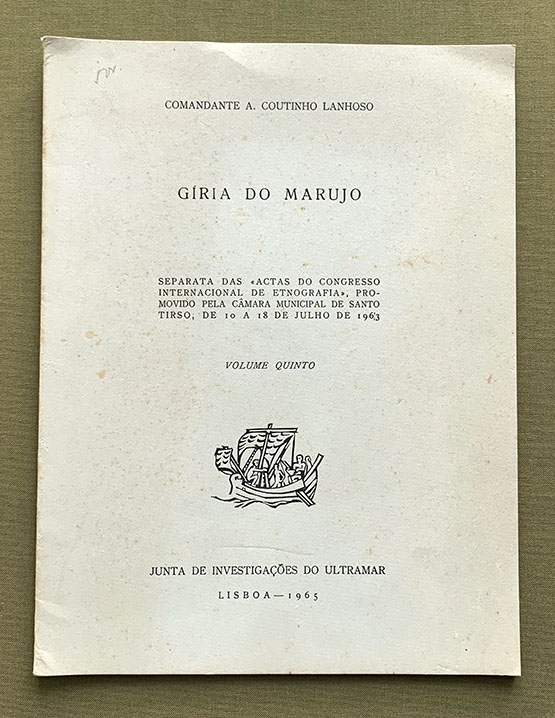 COMANDANTE A. COUTINHO LANHOSO
GÍRIA DO MARUJO
SEPARATA DAS «ACTAS DO CONGRESSO
INTERNACIONAL DE ETNOGRAFIA», PRO-
MOVIDO PELA CÂMARA MUNICIPAL DE SANTO
TIRSO, DE 10 A 18 DE JULHO DE 1963
VOLUME QUINTO
JUNTA DE INVESTIGAÇÕES DO ULTRAMAR
LISBOA — 1965